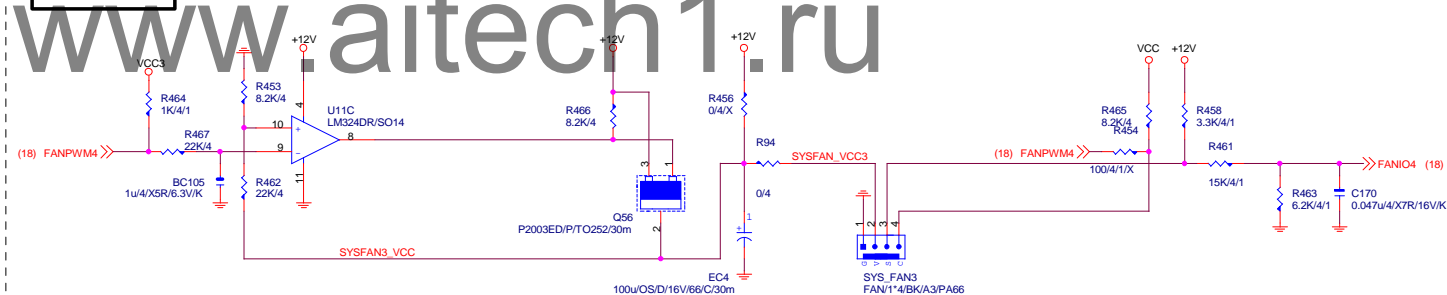 www.aitech1.ru
VCC3
R464
1K/4/1
R453
8.2K/4
+12V
U11C
LM324DR/SO14
4
10
9
8
11
+
-
R467
22K/4
(18) FANPWM4
BC105
1u/4/X5R/6.3V/K
R462
22K/4
SYSFAN3_VCC
+12V
R466
8.2K/4
3
1
Q56
2
P2003ED/P/TO252/30m
+12V
R456
0/4/X
R94
0/4
SYSFAN_VCC3
1
+
EC4
100u/OS/D/16V/66/C/30m
VCC
+12V
R465
8.2K/4
R454
(18) FANPWM4
100/4/1/X
R458
3.3K/4/1
R461
15K/4/1
FANIO4 (18)
R463
6.2K/4/1
C170
0.047u/4/X7R/16V/K
1
2
3
4
G
V
S
C
SYS_FAN3
FAN/1*4/BK/A3/PA66